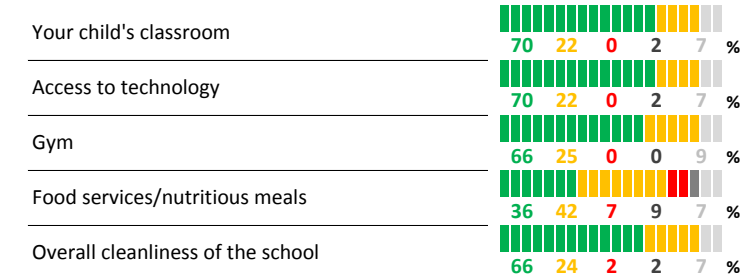 Your child's classroom
70 22 0 2 7 %
Access to technology
70 22 0 2 7 %
Gym
66 25 0 0 9 %
Food services/nutritious meals
36 42 7 9 7 %
Overall cleanliness of the school
66 24 2 2 7 %